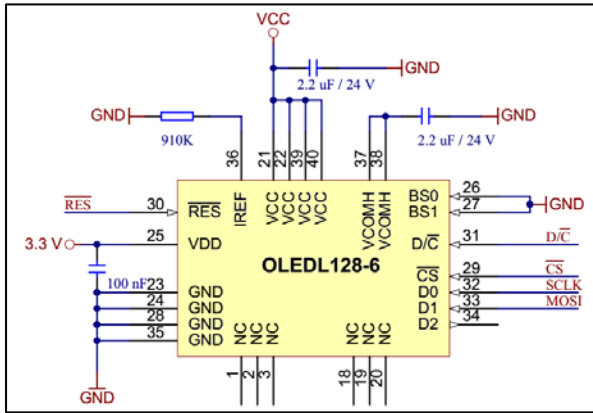 VCC
2.2 uF / 24 V
GND
GND
910K
GND
2.2 uF / 24 V
36
21
22
39
40
37
38
RES
30
RES
IREF
VCC
VCC
VCC
VCC
VCOMH
VCOMH
BS0
26
BS1
27
GND
3.3 V
25
VDD
D/C
31
D/C
OLEDL128-6
100 nF
CS
29
CS
23
GND
D0
32
SCLK
24
GND
D1
33
MOSI
28
GND
D2
34
35
GND
NC
NC
NC
NC
NC
NC
1
2
3
18
19
20
GND